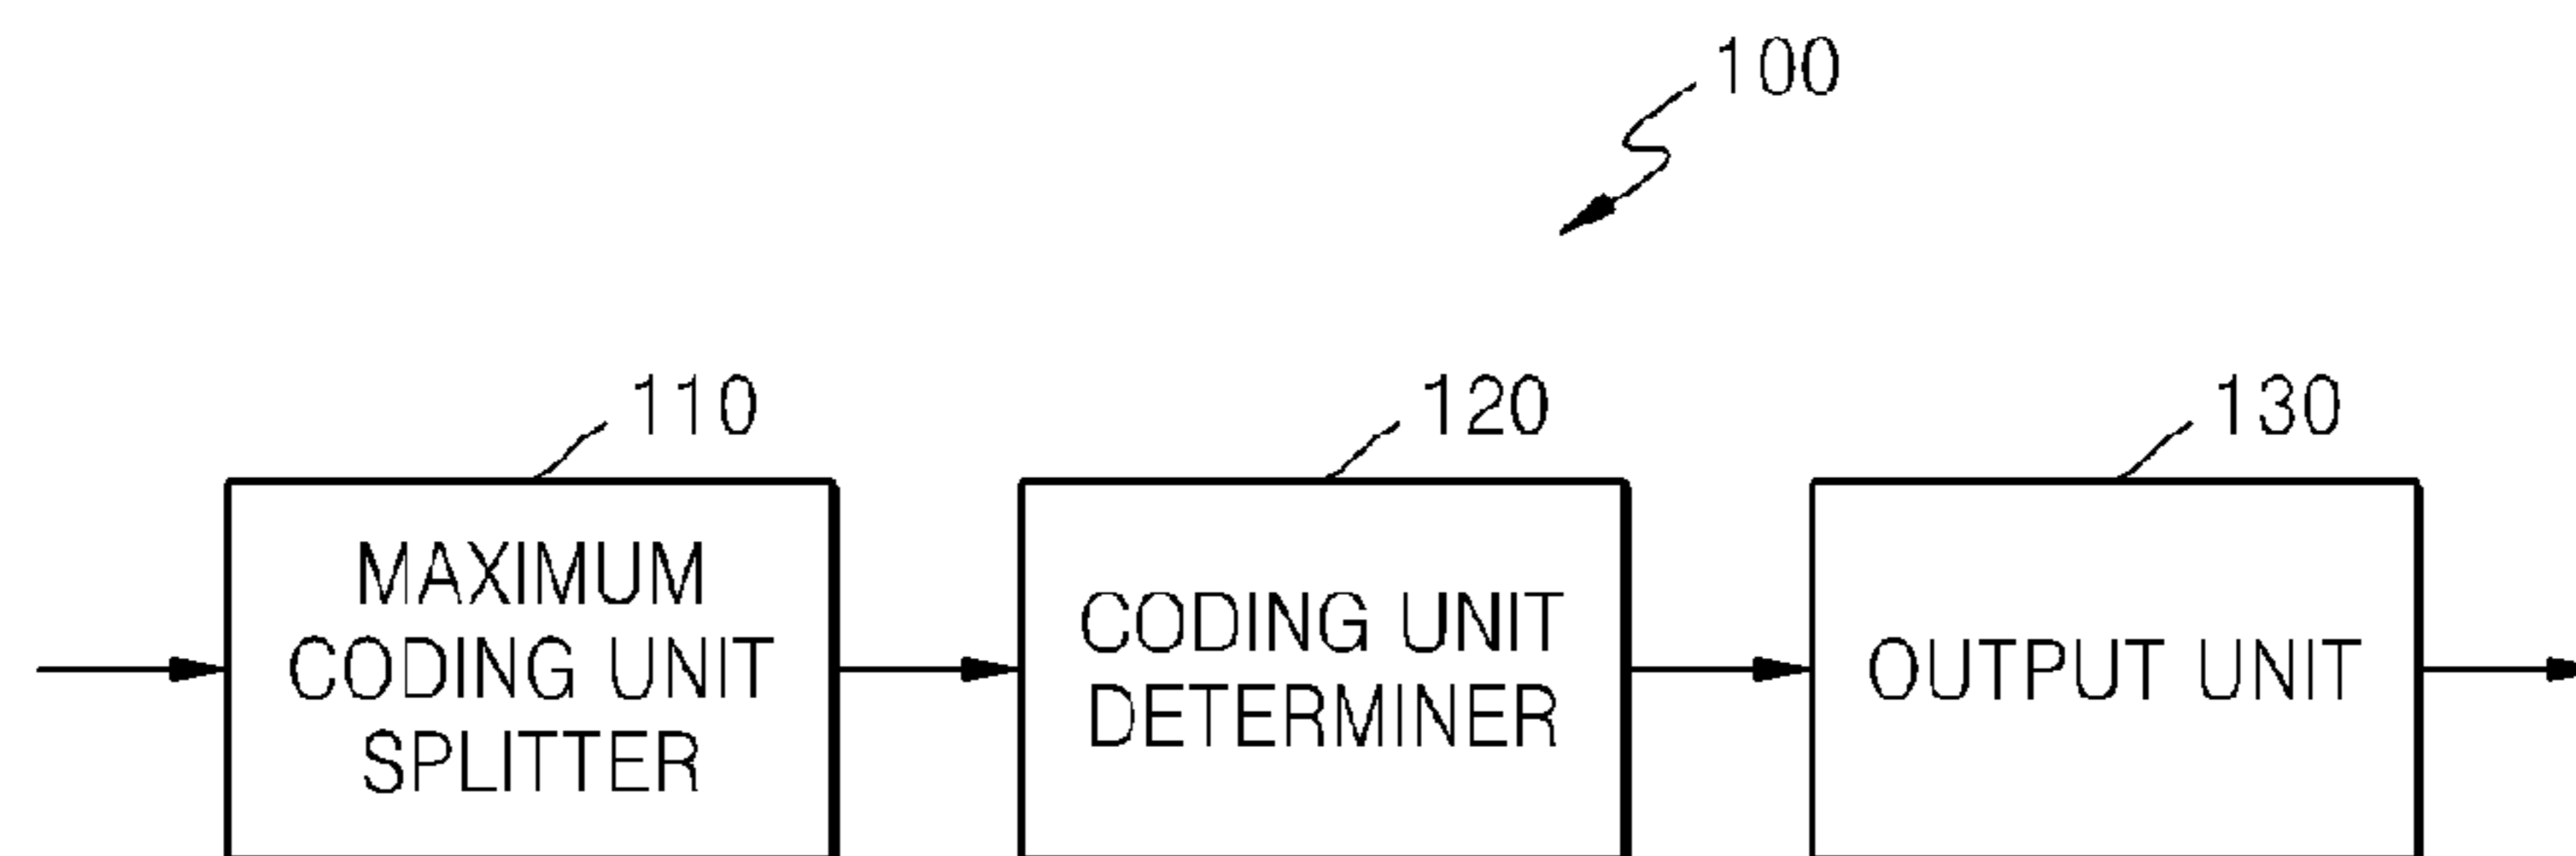 100
110
120
130
MAXIMUM
CODING UNIT
SPLITTER
CODING UNIT
DETERMINER
OUTPUT UNIT